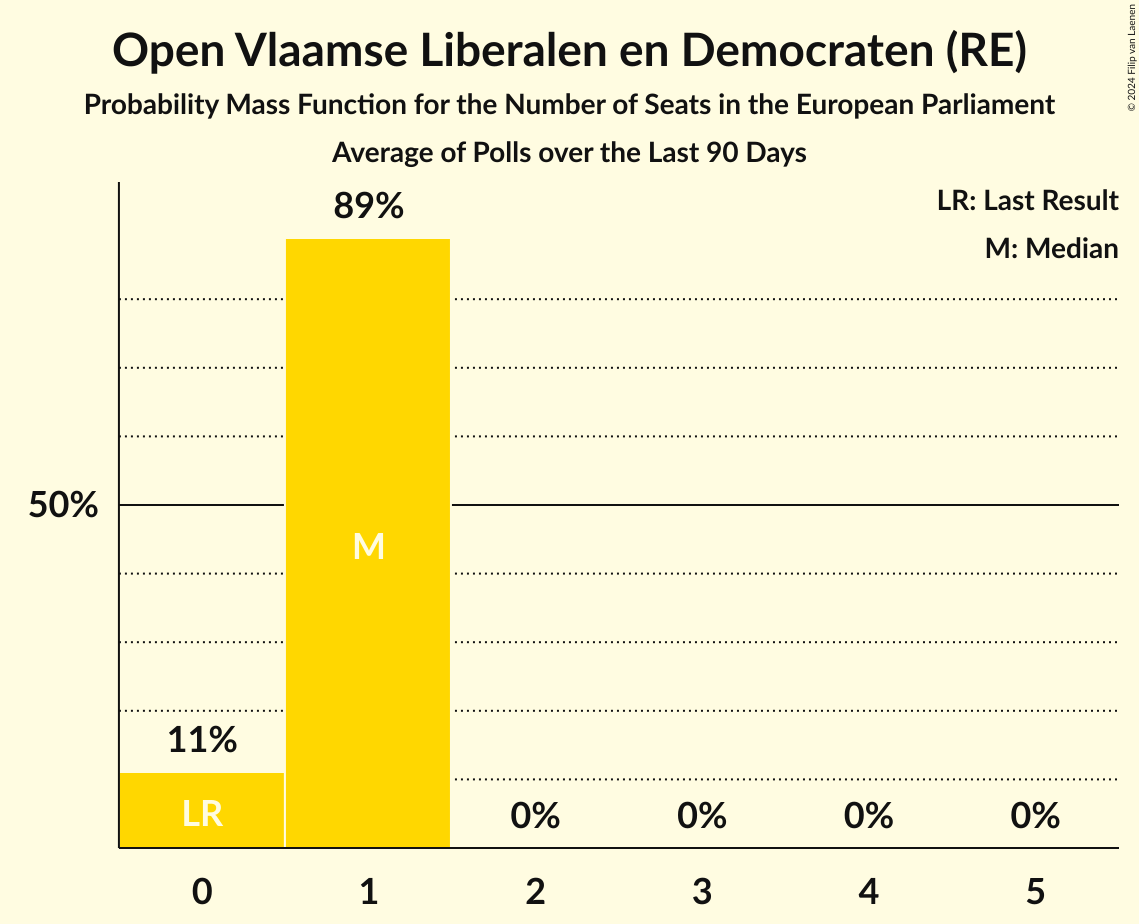 Open Vlaamse Liberalen en Democraten (RE)
Probability Mass Function for the Number of Seats in the European Parliament
Average of Polls over the Last 90 Days
© 2024 Filip van Laenen
LR: Last Result
M: Median
89%
50%
M
11%
LR
0%
0%
0%
0%
0
1
2
3
4
5